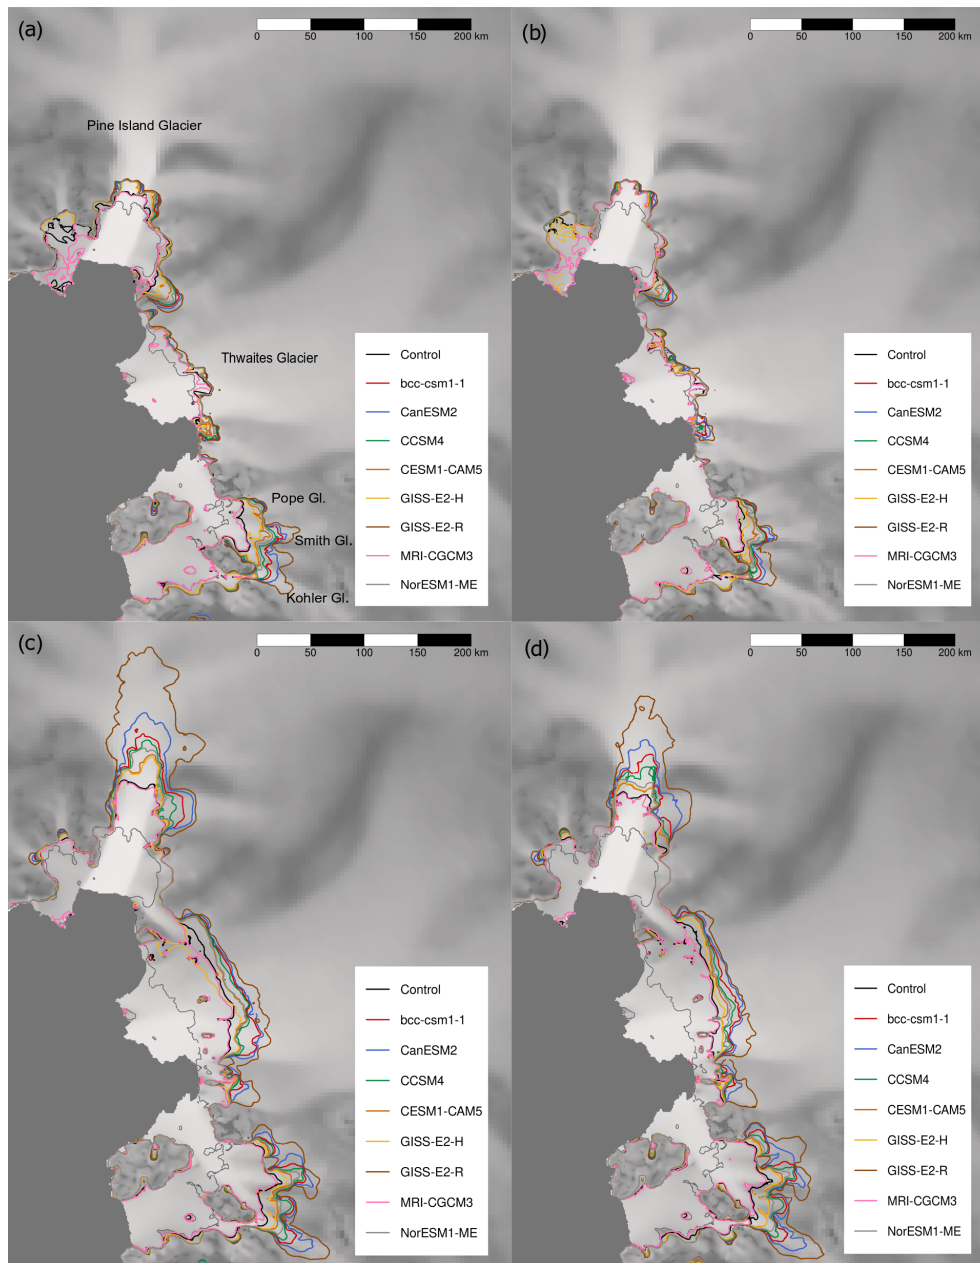 (a)
0 50 100 150 200 km
Pine Island Glacier
Thwaites Glacier
Pope Gl.
Smith Gl.
Kohler Gl.
Control
bcc-csm1-1
CanESM2
CCSM4
CESM1-CAM5
GISS-E2-H
GISS-E2-R
MRI-CGCM3
NorESM1-ME
(b)
0 50 100 150 200 km
Control
bcc-csm1-1
CanESM2
CCSM4
CESM1-CAM5
GISS-E2-H
GISS-E2-R
MRI-CGCM3
NorESM1-ME
(c)
0 50 100 150 200 km
Control
bcc-csm1-1
CanESM2
CCSM4
CESM1-CAM5
GISS-E2-H
GISS-E2-R
MRI-CGCM3
NorESM1-ME
(d)
0 50 100 150 200 km
Control
bcc-csm1-1
CanESM2
CCSM4
CESM1-CAM5
GISS-E2-H
GISS-E2-R
MRI-CGCM3
NorESM1-ME